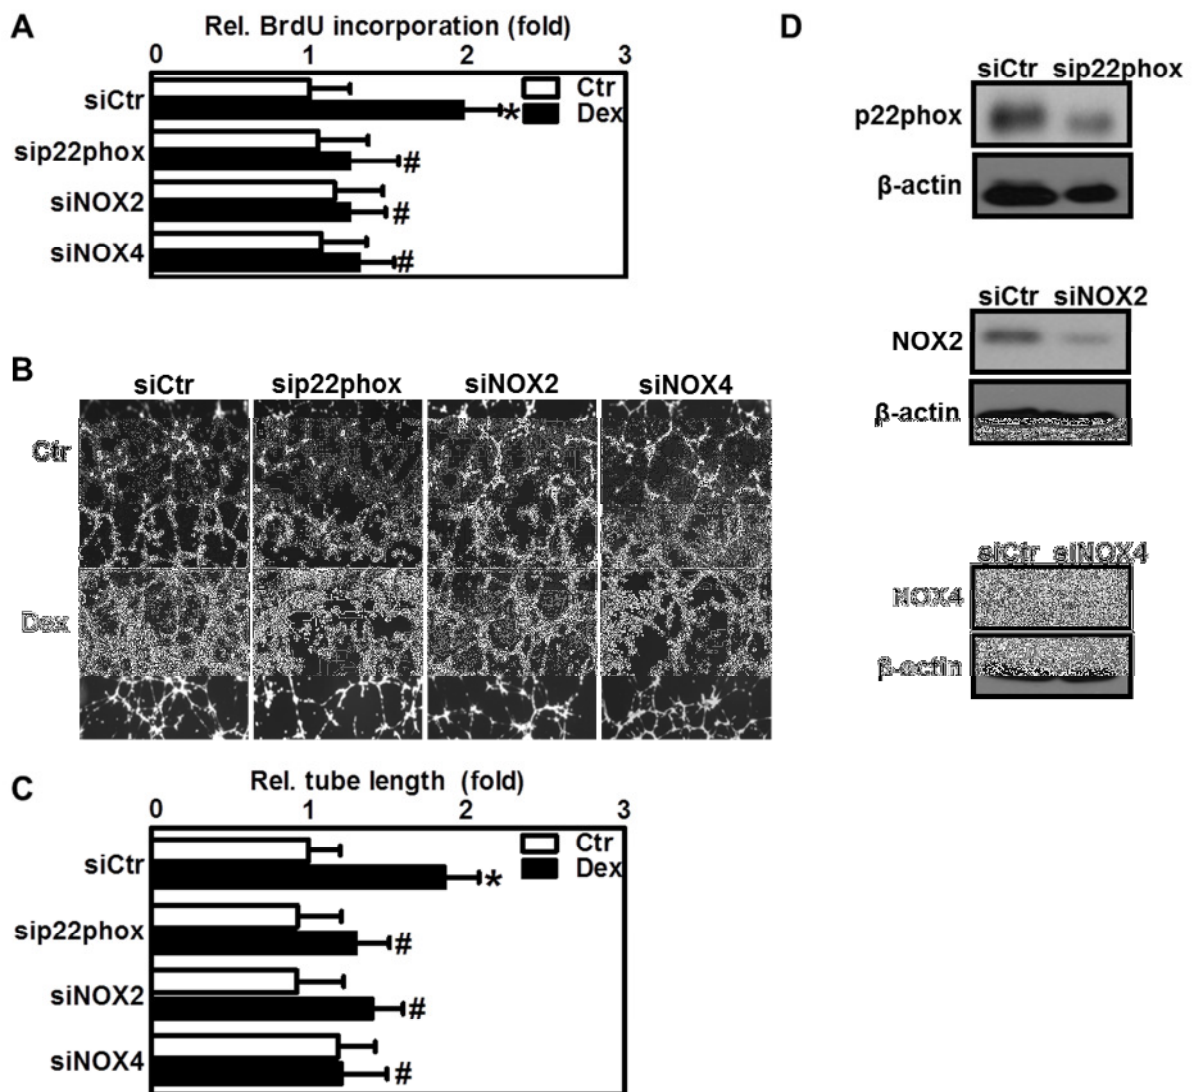 A
Rel. BrdU incorporation (fold)
0 1 2 3
siCtr
Ctr
Dex
*
sip22phox
#
siNOX2
#
siNOX4
#
B
siCtr sip22phox siNOX2 siNOX4
Ctr
Dex
C
Rel. tube length (fold)
0 1 2 3
siCtr
Ctr
Dex
*
sip22phox
#
siNOX2
#
siNOX4
#
D
siCtr sip22phox
p22phox
β-actin
siCtr siNOX2
NOX2
β-actin
siCtr siNOX4
NOX4
β-actin